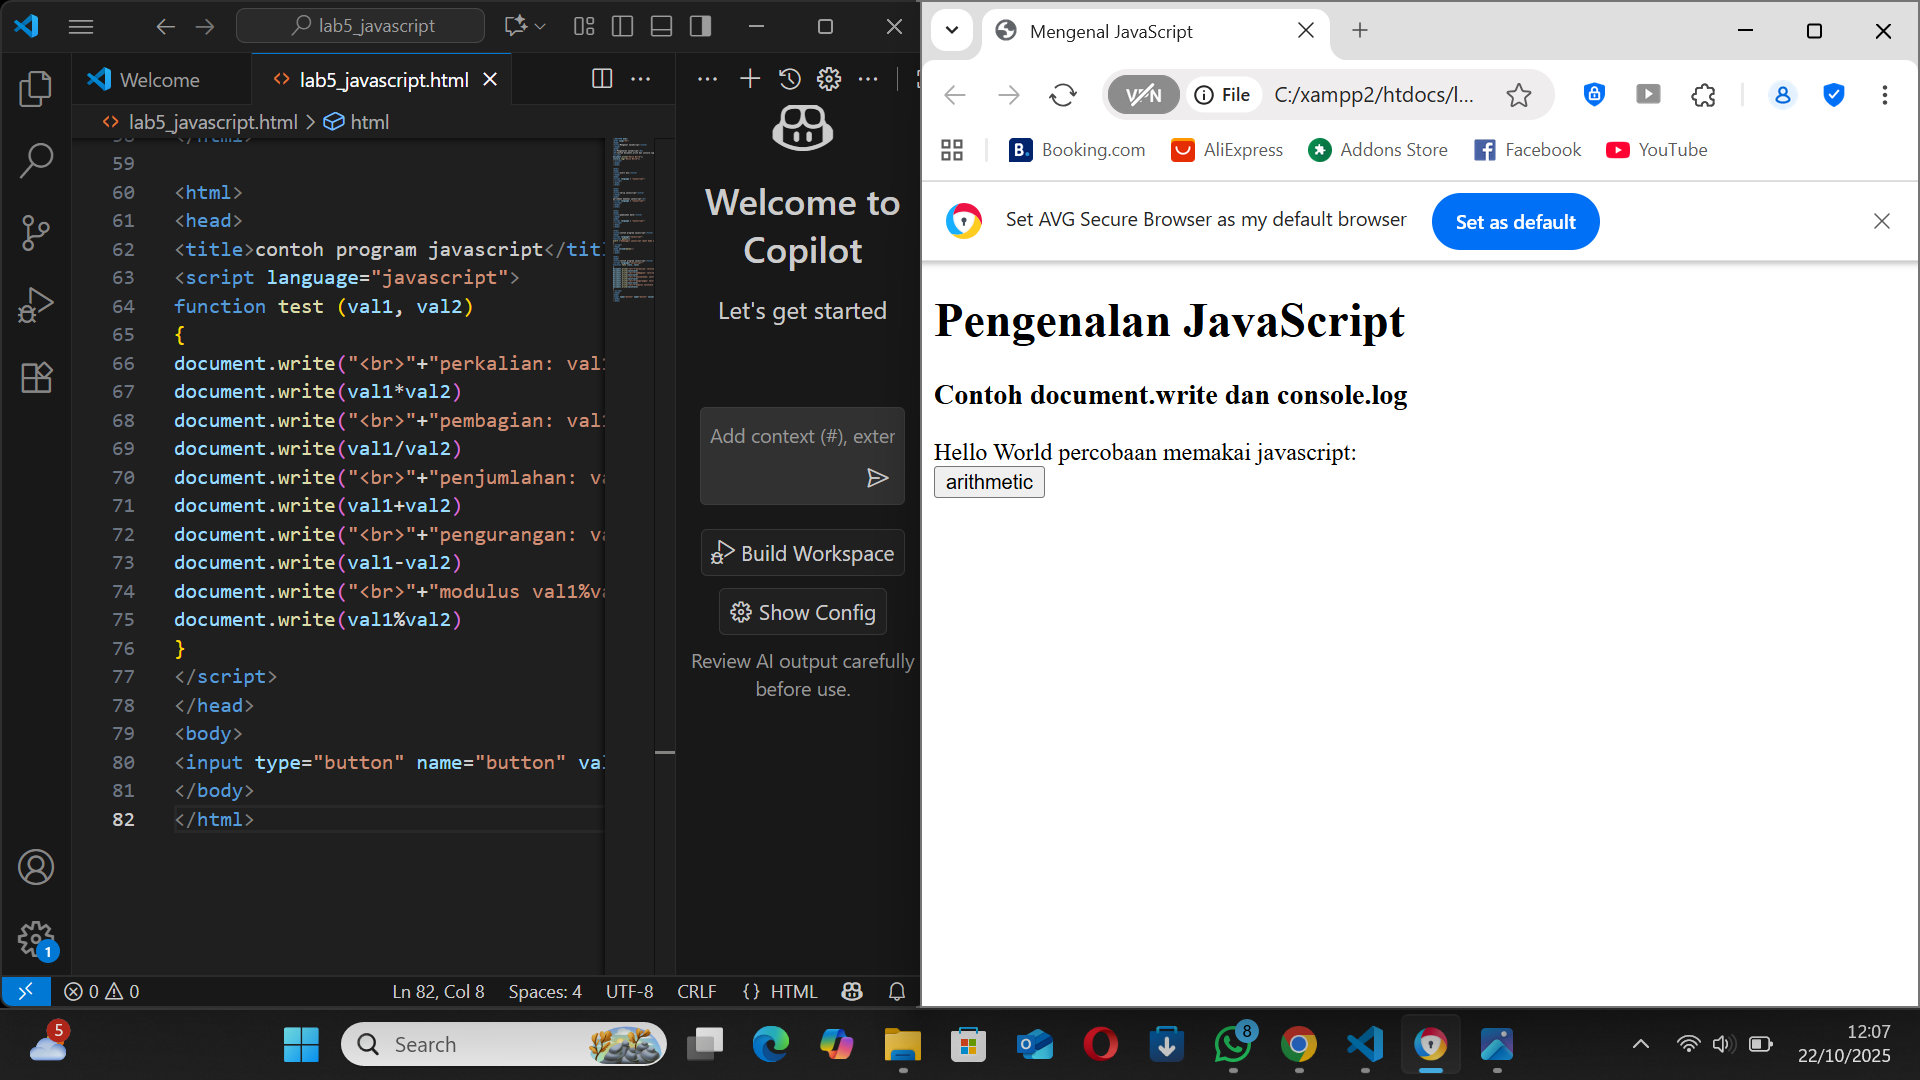 lab5_javascript
Welcome
lab5_javascript.html
lab5_javascript.html > html
59
60 <html>
61 <head>
62 <title>contoh program javascript</tit
63 <script language="javascript">
64 function test (val1, val2)
65 {
66 document.write("<br>"+"perkalian: val
67 document.write(val1*val2)
68 document.write("<br>"+"pembagian: val
69 document.write(val1/val2)
70 document.write("<br>"+"penjumlahan: va
71 document.write(val1+val2)
72 document.write("<br>"+"pengurangan: va
73 document.write(val1-val2)
74 document.write("<br>"+"modulus val1%va
75 document.write(val1%val2)
76 }
77 </script>
78 </head>
79 <body>
80 <input type="button" name="button" val
81 </body>
82 </html>
Welcome to
Copilot
Let's get started
Add context (#), exter
Build Workspace
Show Config
Review AI output carefully
before use.
1
0 0
Ln 82, Col 8 Spaces: 4 UTF-8 CRLF {} HTML
Mengenal JavaScript
VPN File C:/xampp2/htdocs/l...
B. Booking.com AliExpress Addons Store Facebook YouTube
Set AVG Secure Browser as my default browser Set as default
Pengenalan JavaScript
Contoh document.write dan console.log
Hello World percobaan memakai javascript:
arithmetic
5
Search
8
12:07
22/10/2025